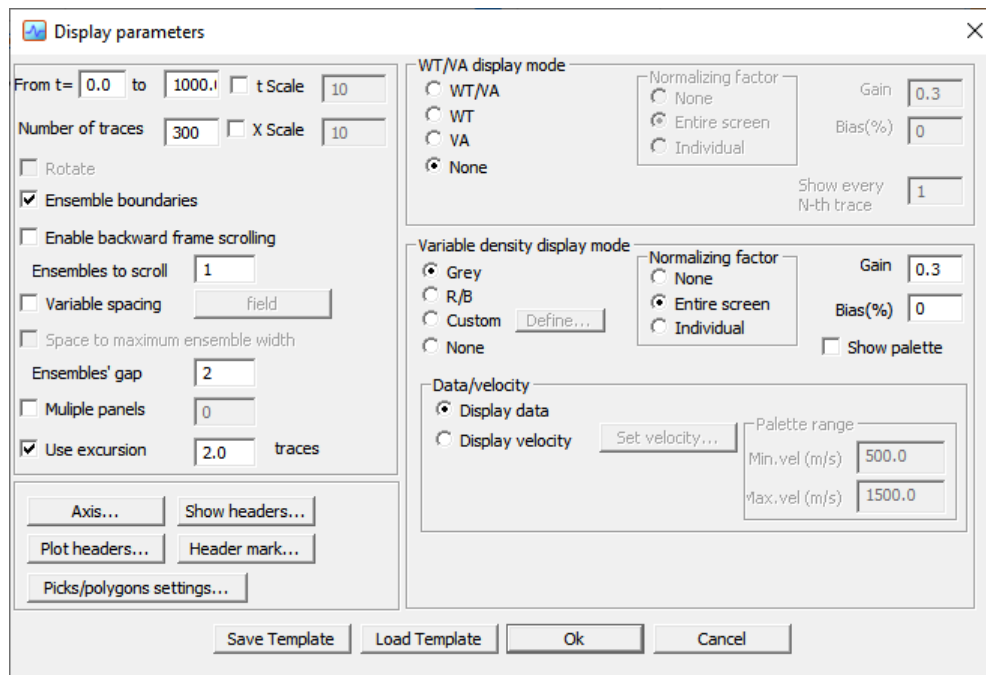 Display parameters
From t= 0.0 to 1000.( t Scale 10
Number of traces 300 X Scale 10
Rotate
Ensemble boundaries
Enable backward frame scrolling
Ensembles to scroll 1
Variable spacing field
Space to maximum ensemble width
Ensembles' gap 2
Muliple panels 0
Use excursion 2.0 traces
Axis... Show headers...
Plot headers... Header mark...
Picks/polygons settings...
WT/VA display mode
WT/VA
WT
VA
None
Normalizing factor
None
Entire screen
Individual
Gain 0.3
Bias(%) 0
Show every
N-th trace 1
Variable density display mode
Grey
R/B
Custom Define...
None
Normalizing factor
None
Entire screen
Individual
Gain 0.3
Bias(%) 0
Show palette
Data/velocity
Display data
Display velocity Set velocity...
Palette range
Min.vel (m/s) 500.0
Max.vel (m/s) 1500.0
Save Template Load Template Ok Cancel